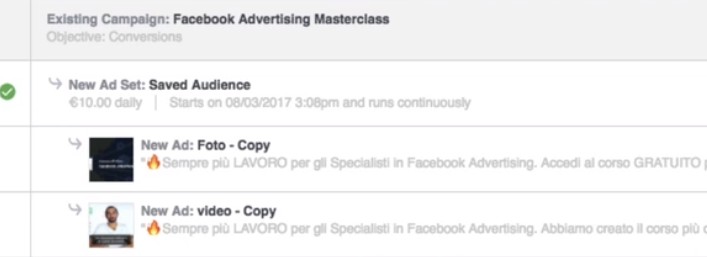 Existing Campaign: Facebook Advertising Masterclass
Objective: Conversions
New Ad Set: Saved Audience
€10.00 daily | Starts on 08/03/2017 3:08pm and runs continuously
New Ad: Foto - Copy
"🔥Sempre più LAVORO per gli Specialisti in Facebook Advertising. Accedi al corso GRATUITO p
New Ad: video - Copy
"🔥Sempre più LAVORO per gli Specialisti in Facebook Advertising. Abbiamo creato il corso più